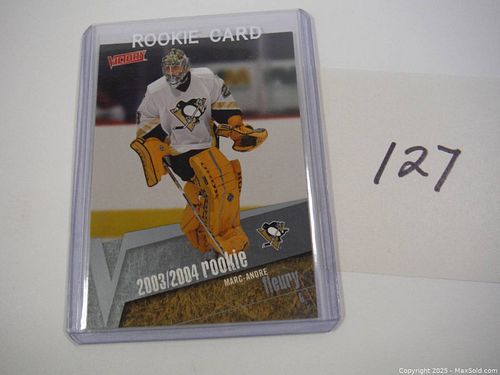 ROOKIE CARD
VICTORY
2003/2004 rookie
MARC-ANDRE
fleury
127
Copyright 2025 - MaxSold.com